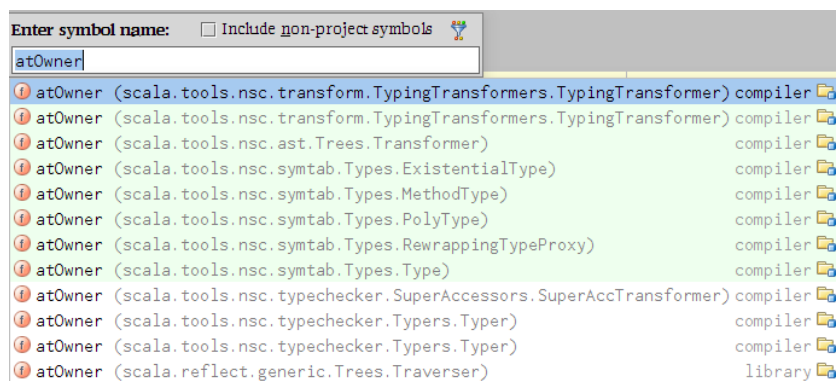 Enter symbol name: Include non-project symbols
atOwner
atOwner (scala.tools.nsc.transform.TypingTransformers.TypingTransformer) compiler
atOwner (scala.tools.nsc.transform.TypingTransformers.TypingTransformer) compiler
atOwner (scala.tools.nsc.ast.Trees.Transformer) compiler
atOwner (scala.tools.nsc.symtab.Types.ExistentialType) compiler
atOwner (scala.tools.nsc.symtab.Types.MethodType) compiler
atOwner (scala.tools.nsc.symtab.Types.PolyType) compiler
atOwner (scala.tools.nsc.symtab.Types.RewrappingTypeProxy) compiler
atOwner (scala.tools.nsc.symtab.Types.Type) compiler
atOwner (scala.tools.nsc.typechecker.SuperAccessors.SuperAccTransformer) compiler
atOwner (scala.tools.nsc.typechecker.Typers.Typer) compiler
atOwner (scala.tools.nsc.typechecker.Typers.Typer) compiler
atOwner (scala.reflect.generic.Trees.Traverser) library